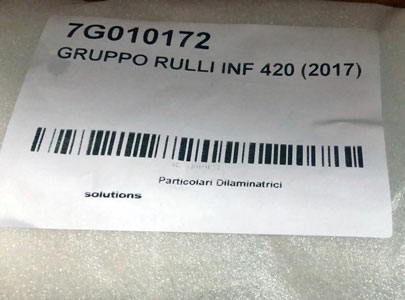 7G010172
GRUPPO RULLI INF 420 (2017)
Particolari Dilaminatrici
solutions